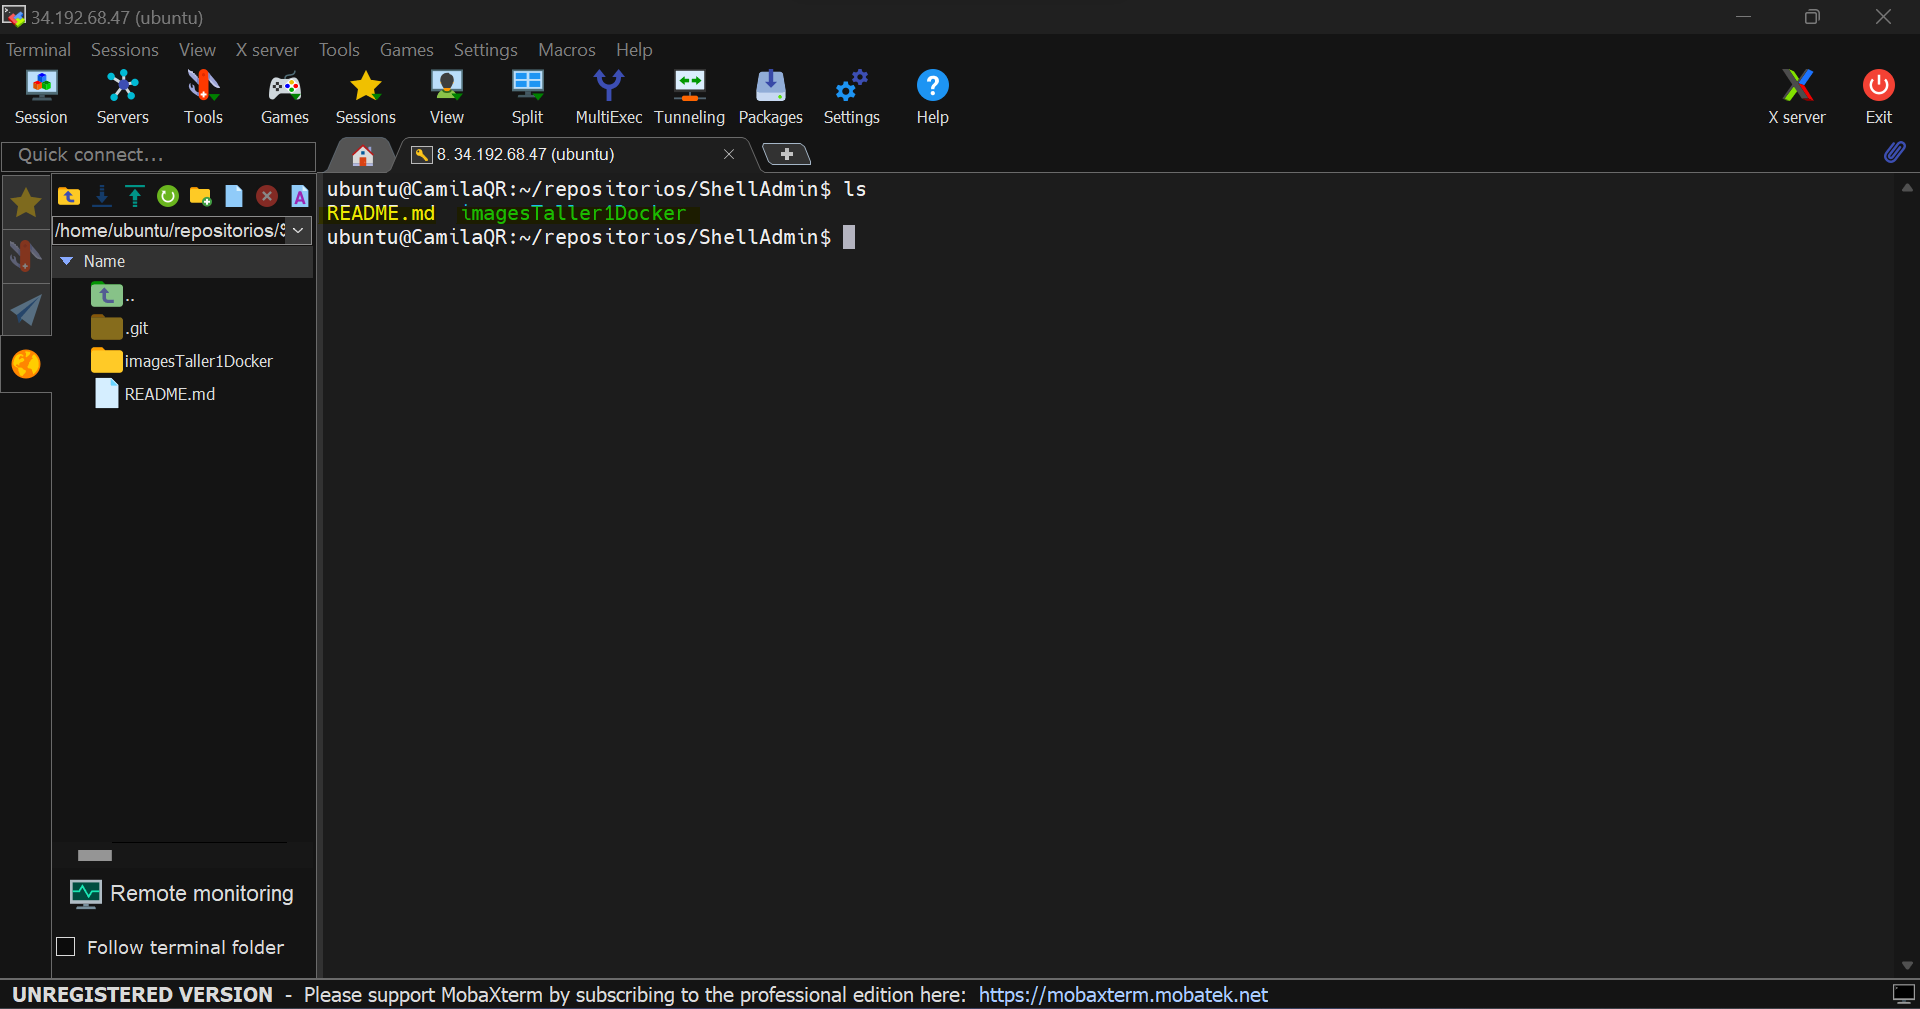 34.192.68.47 (ubuntu)
Terminal Sessions View X server Tools Games Settings Macros Help
Session Servers Tools Games Sessions View Split MultiExec Tunneling Packages Settings Help X server Exit
Quick connect...
8. 34.192.68.47 (ubuntu)
/home/ubuntu/repositorios/S
Name
..
.git
imagesTaller1Docker
README.md
Remote monitoring
Follow terminal folder
ubuntu@CamilaQR:~/repositorios/ShellAdmin$ ls
README.md imagesTaller1Docker
ubuntu@CamilaQR:~/repositorios/ShellAdmin$
UNREGISTERED VERSION - Please support MobaXterm by subscribing to the professional edition here: https://mobaxterm.mobatek.net